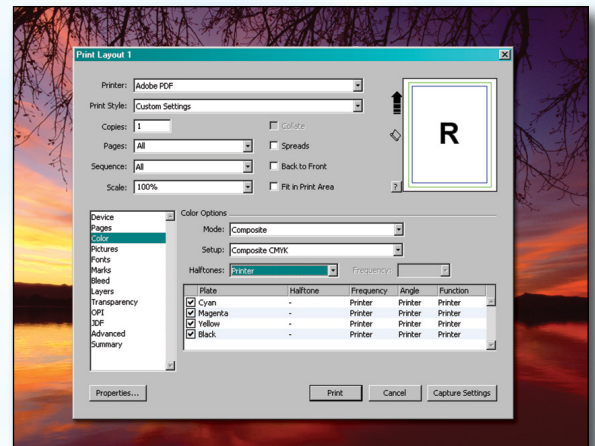 Print Layout 1
Printer: Adobe PDF
Print Style: Custom Settings
Copies: 1 Collate
Pages: All Spreads
Sequence: All Back to Front
Scale: 100% Fit in Print Area
R
?
Device
Pages
Color
Pictures
Fonts
Marks
Bleed
Layers
Transparency
OPI
JDF
Advanced
Summary
Color Options
Mode: Composite
Setup: Composite CMYK
Halftones: Printer Frequency:
Plate Halftone Frequency Angle Function
Cyan - Printer Printer Printer
Magenta - Printer Printer Printer
Yellow - Printer Printer Printer
Black - Printer Printer Printer
Properties... Print Cancel Capture Settings